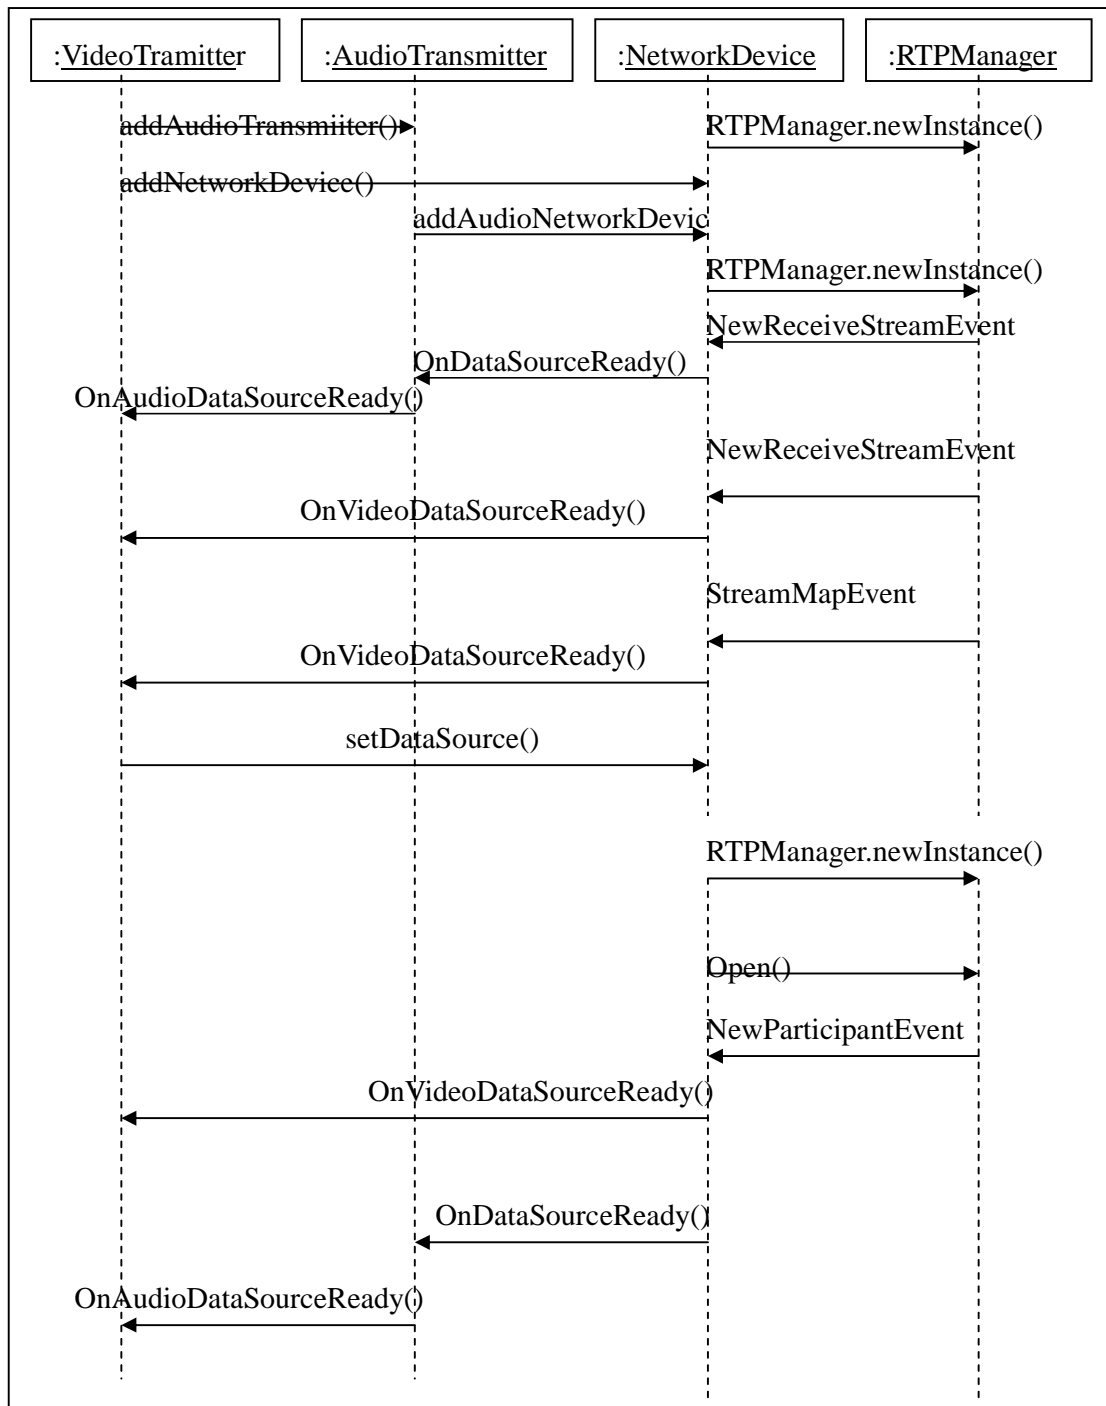 :VideoTramitter
:AudioTransmitter
:NetworkDevice
:RTPManager
addAudioTransmiiter()
RTPManager.newInstance()
addNetworkDevice()
addAudioNetworkDevic
RTPManager.newInstance()
NewReceiveStreamEvent
OnDataSourceReady()
OnAudioDataSourceReady()
NewReceiveStreamEvent
OnVideoDataSourceReady()
StreamMapEvent
OnVideoDataSourceReady()
setDataSource()
RTPManager.newInstance()
Open()
NewParticipantEvent
OnVideoDataSourceReady()
OnDataSourceReady()
OnAudioDataSourceReady()